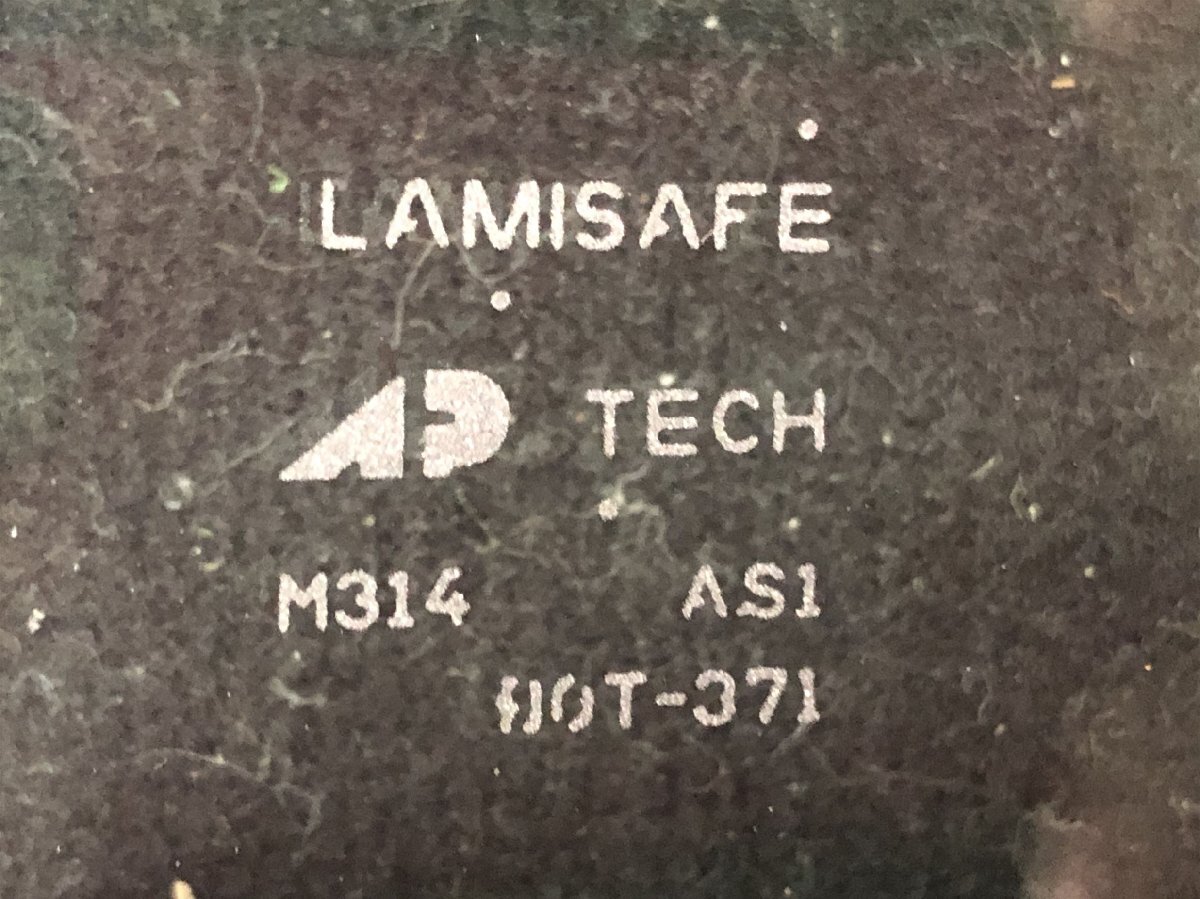 LAMISAFE
AP TECH
M314 AS1
DOT-371